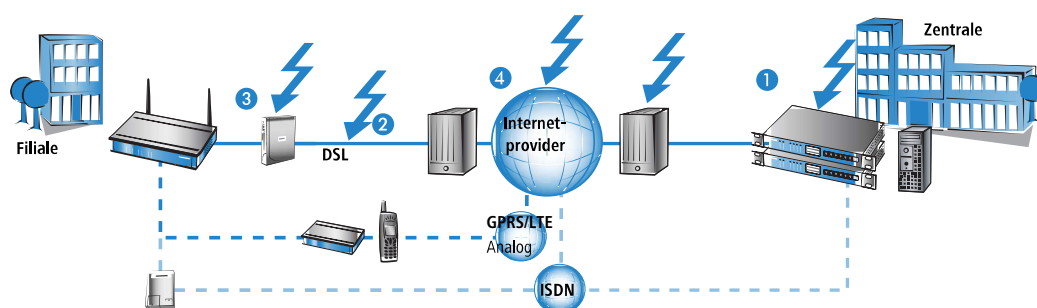 Zentrale
4
1
3
2
Internet-
provider
Filiale
DSL
GPRS/LTE
Analog
ISDN